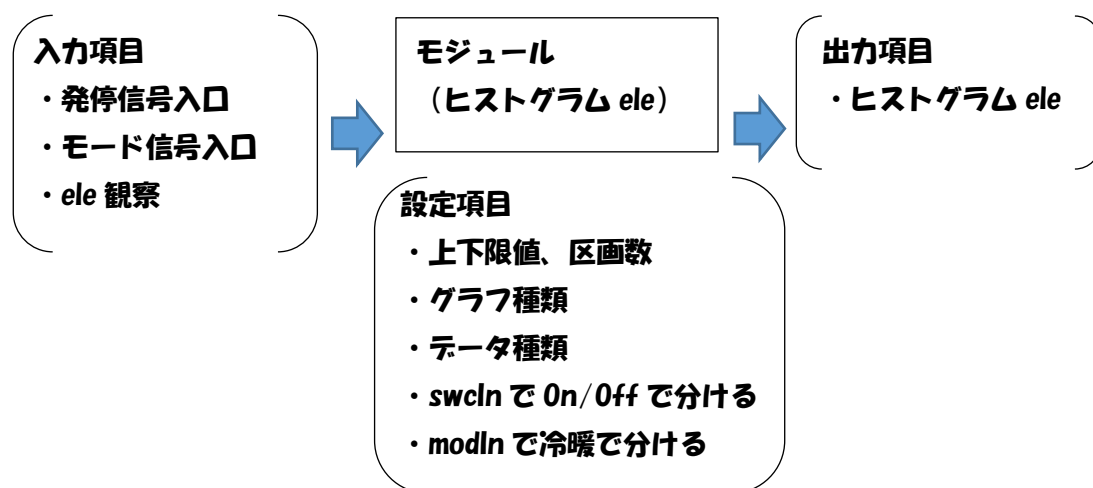 入力項目
・発停信号入口
・モード信号入口
・ele 観察
モジュール
（ヒストグラム ele）
出力項目
・ヒストグラム ele
設定項目
・上下限値、区画数
・グラフ種類
・データ種類
・swcIn で On/Off で分ける
・modIn で冷暖で分ける